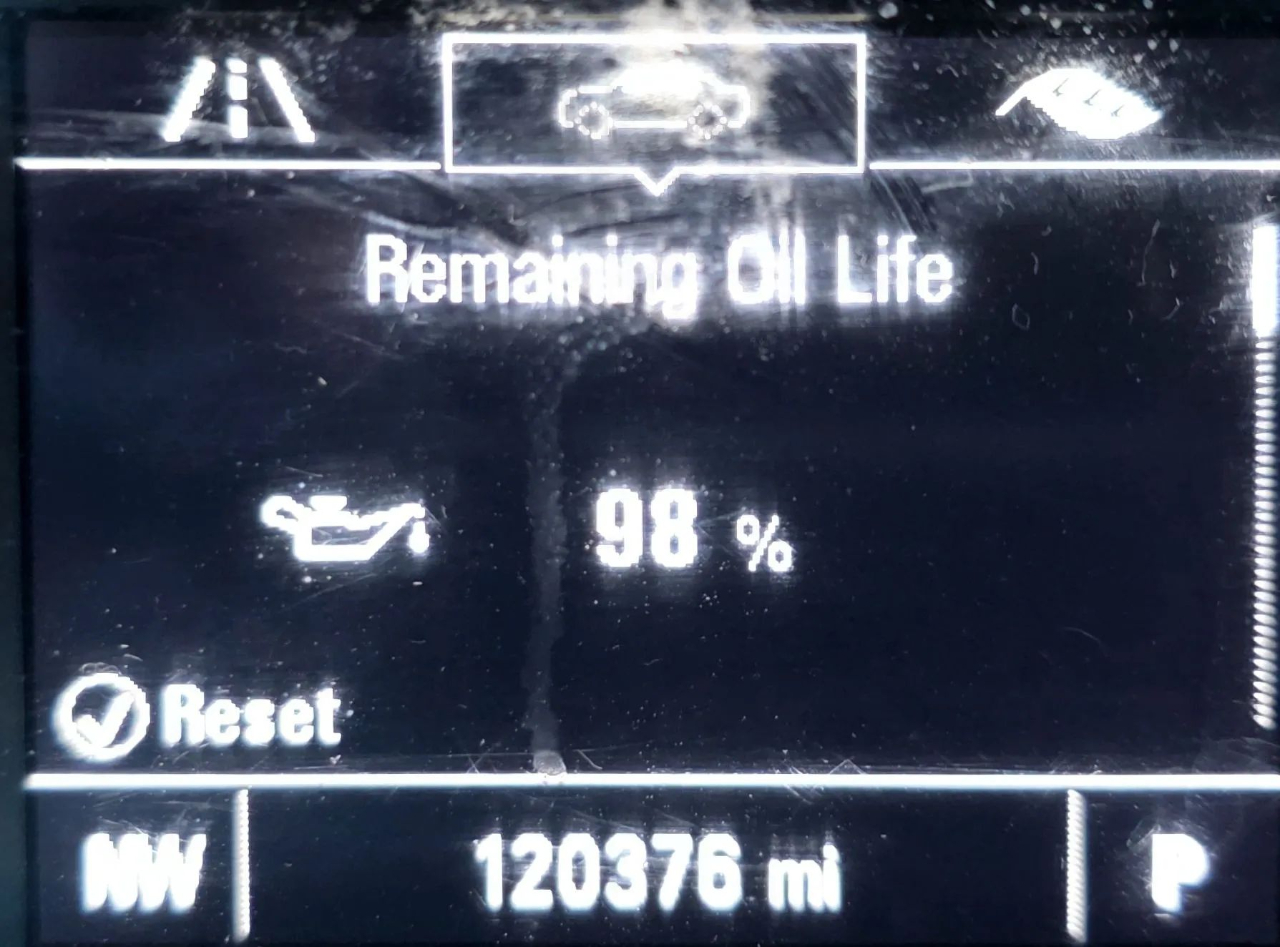 Remaining Oil Life
98 %
Reset
NW 120376 mi P